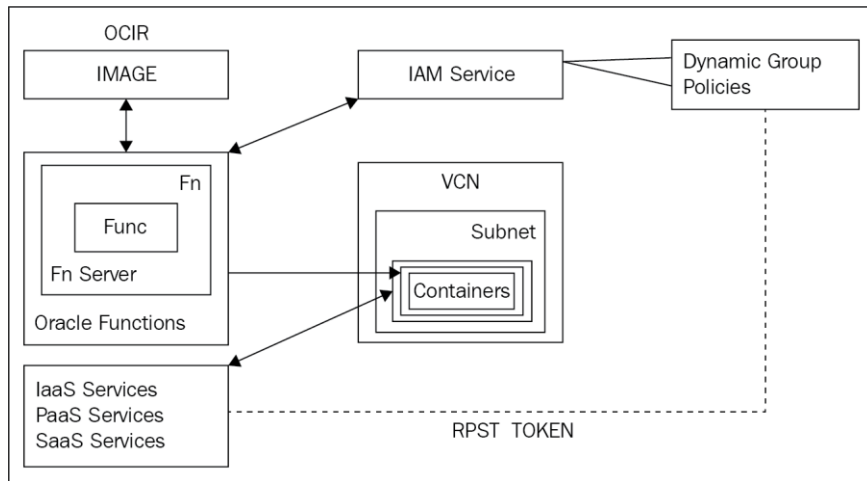 OCIR
IMAGE
IAM Service
Dynamic Group
Policies
Fn
Func
Fn Server
Oracle Functions
VCN
Subnet
Containers
IaaS Services
PaaS Services
SaaS Services
RPST TOKEN